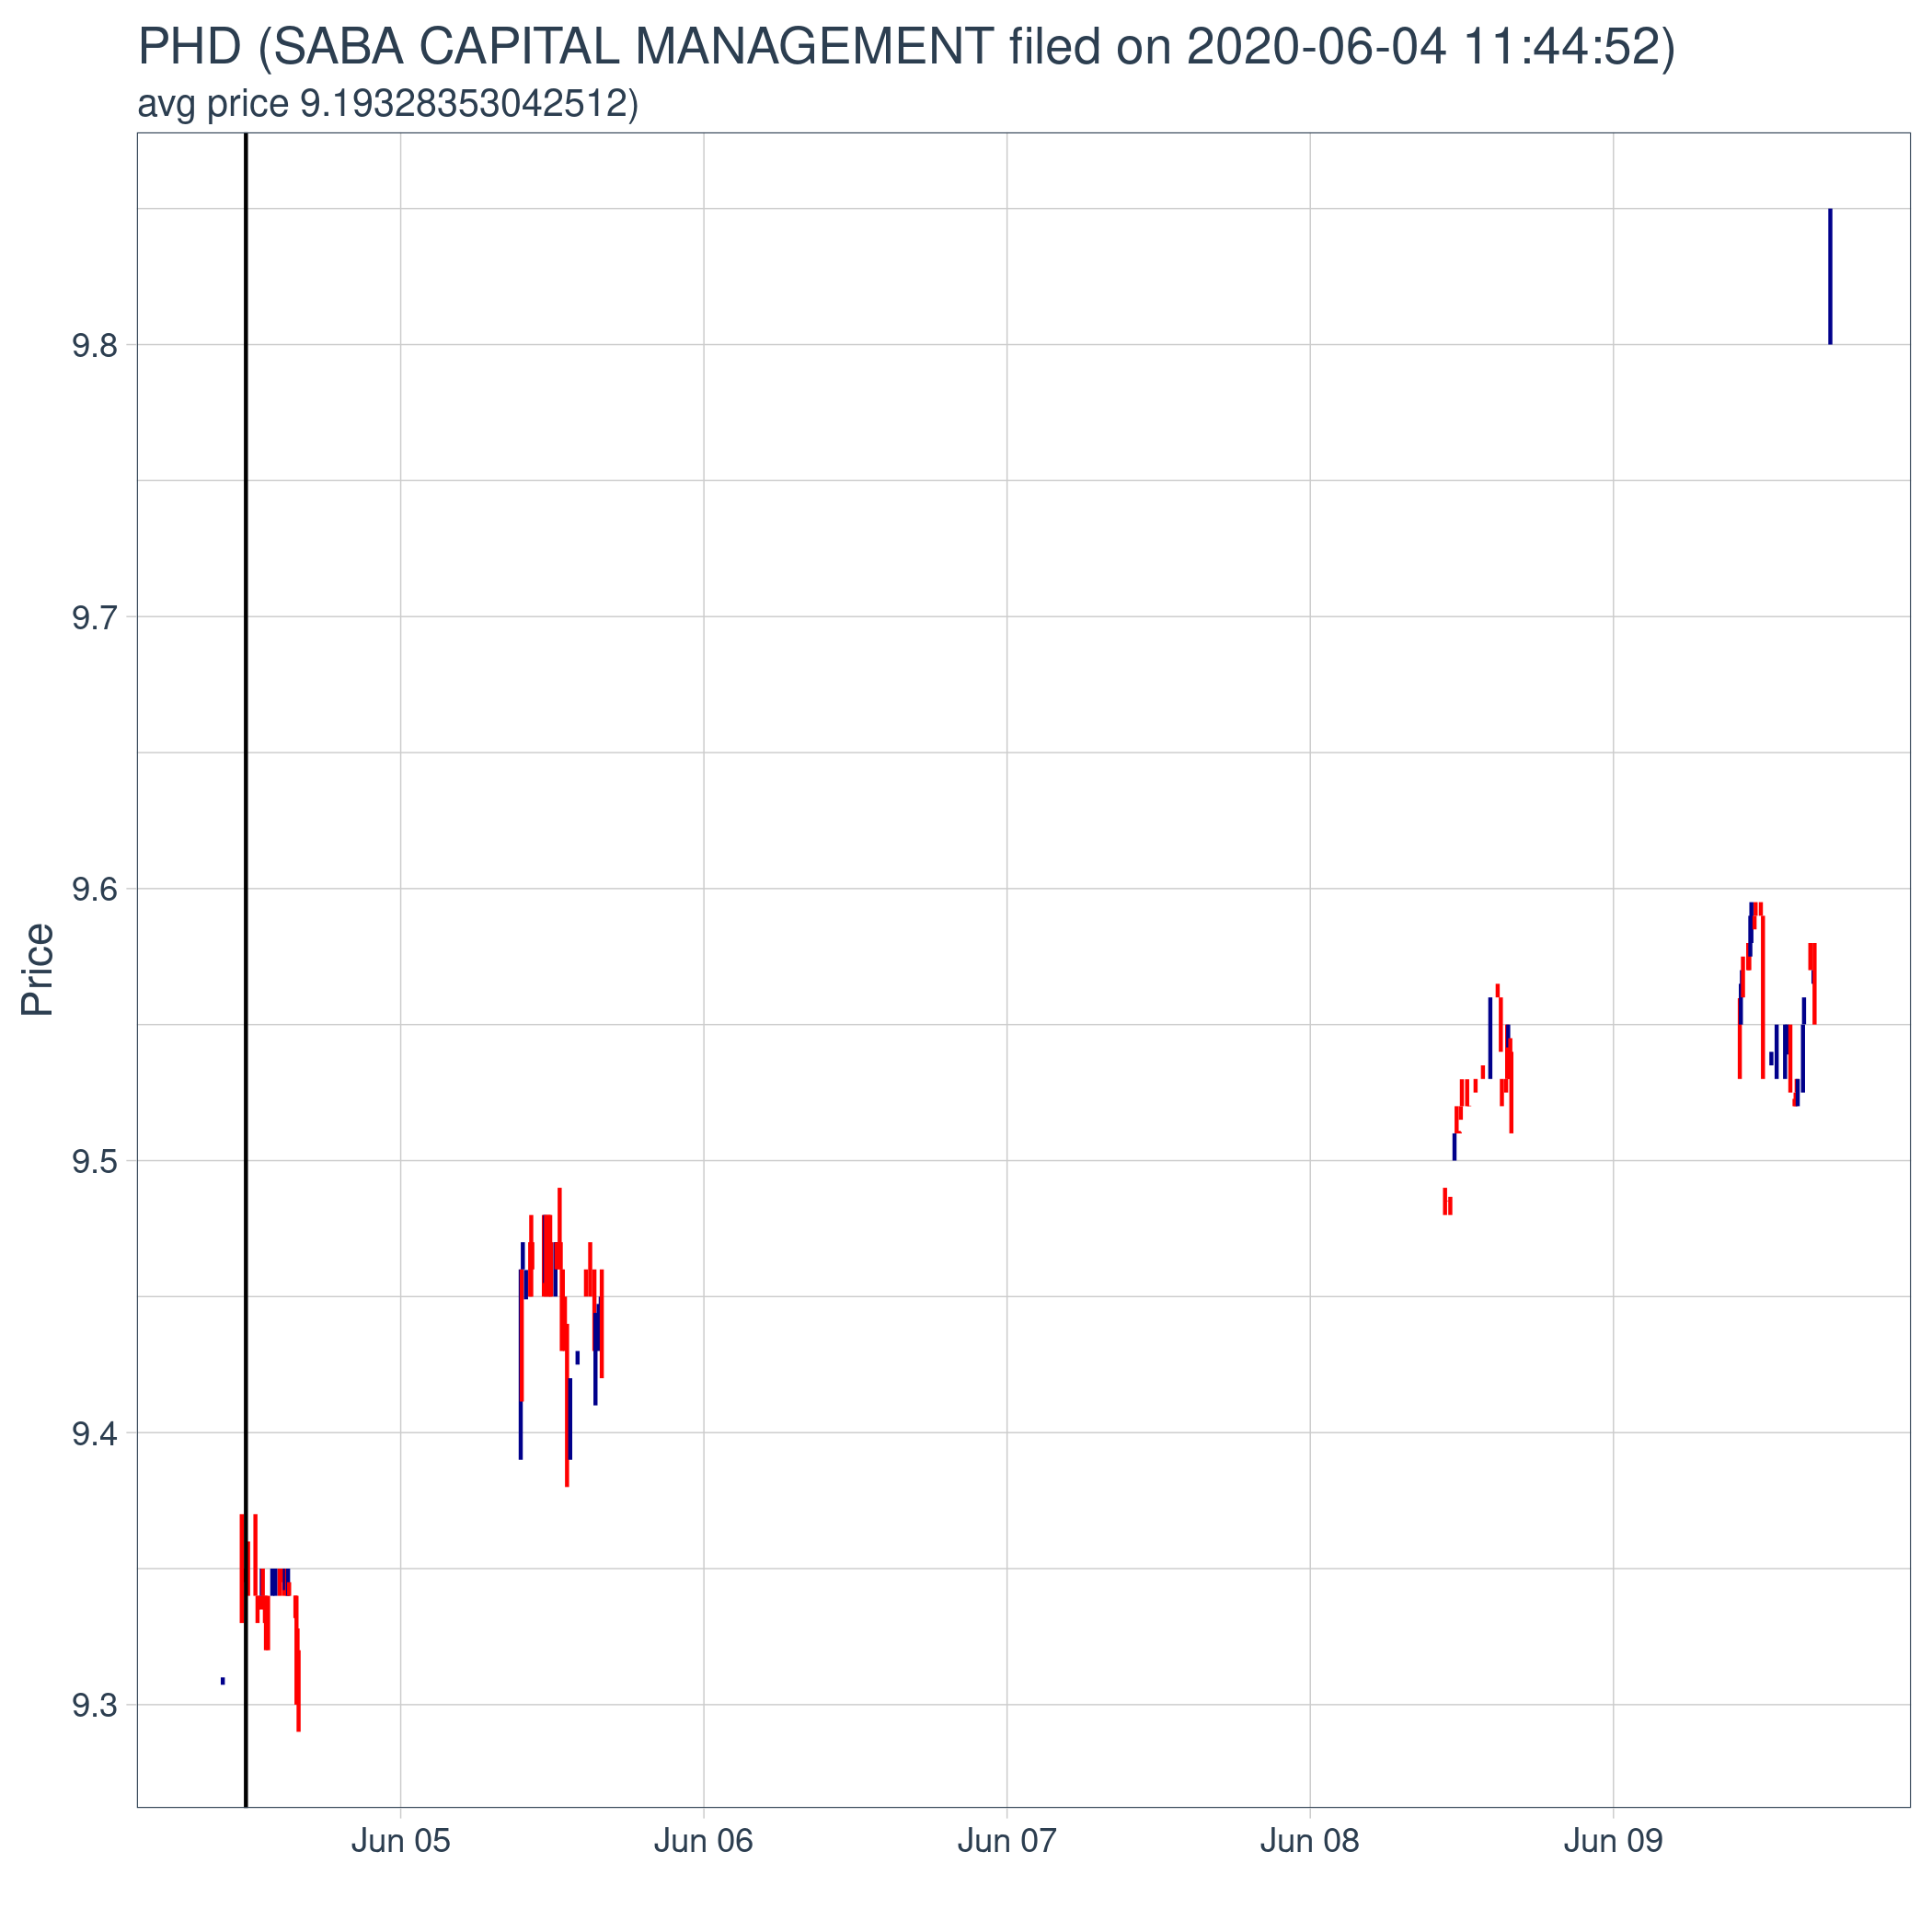 PHD (SABA CAPITAL MANAGEMENT filed on 2020-06-04 11:44:52)
avg price 9.19328353042512)
9.8
9.7
9.6
9.5
9.4
9.3
Price
Jun 05 Jun 06 Jun 07 Jun 08 Jun 09